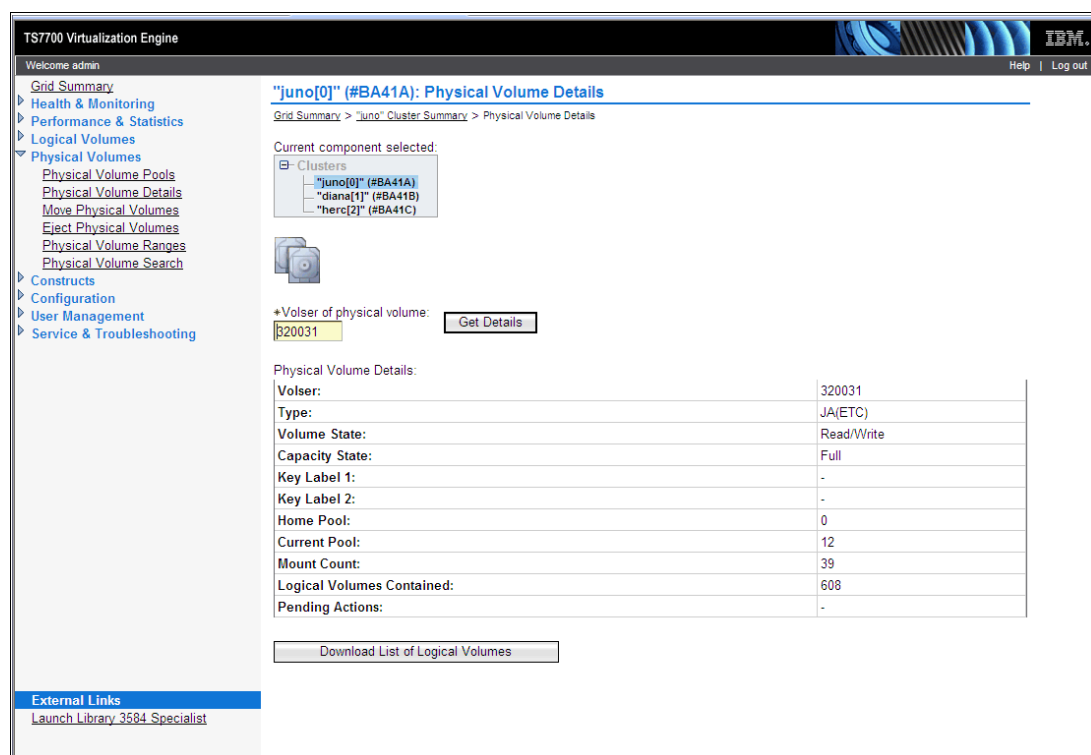 TS7700 Virtualization Engine
IBM.
Welcome admin
Help | Log out
Grid Summary
Health & Monitoring
Performance & Statistics
Logical Volumes
Physical Volumes
Physical Volume Pools
Physical Volume Details
Move Physical Volumes
Eject Physical Volumes
Physical Volume Ranges
Physical Volume Search
Constructs
Configuration
User Management
Service & Troubleshooting
External Links
Launch Library 3584 Specialist
"juno[0]" (#BA41A): Physical Volume Details
Grid Summary > "juno" Cluster Summary > Physical Volume Details
Current component selected:
Clusters
"juno[0]" (#BA41A)
"diana[1]" (#BA41B)
"herc[2]" (#BA41C)
*Volser of physical volume:
320031
Get Details
Physical Volume Details:
Volser: 320031
Type: JA(ETC)
Volume State: Read/Write
Capacity State: Full
Key Label 1: -
Key Label 2: -
Home Pool: 0
Current Pool: 12
Mount Count: 39
Logical Volumes Contained: 608
Pending Actions: -
Download List of Logical Volumes